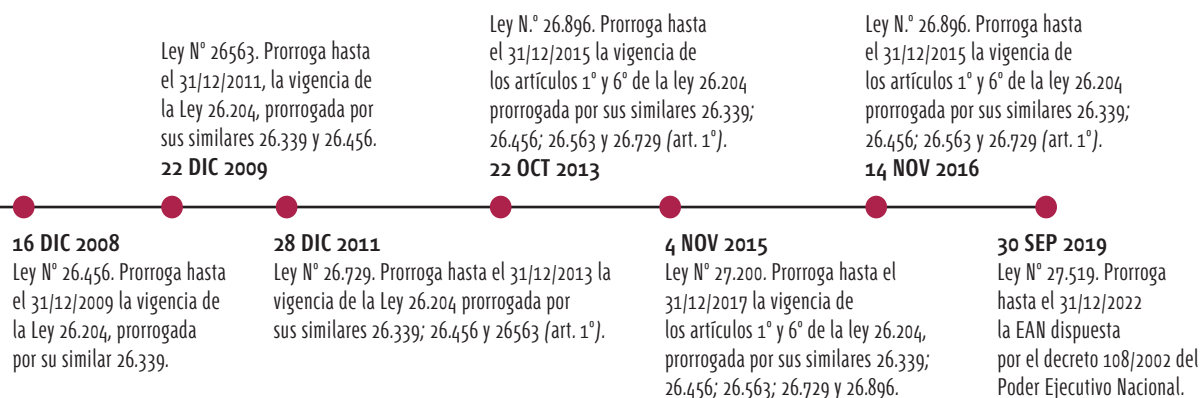 Ley N° 26563. Prorroga hasta
el 31/12/2011, la vigencia de
la Ley 26.204, prorrogada por
sus similares 26.339 y 26.456.
22 DIC 2009
Ley N.° 26.896. Prorroga hasta
el 31/12/2015 la vigencia de
los artículos 1° y 6° de la ley 26.204
prorrogada por sus similares 26.339;
26.456; 26.563 y 26.729 (art. 1°).
22 OCT 2013
Ley N.° 26.896. Prorroga hasta
el 31/12/2015 la vigencia de
los artículos 1° y 6° de la ley 26.204
prorrogada por sus similares 26.339;
26.456; 26.563 y 26.729 (art. 1°).
14 NOV 2016
16 DIC 2008
Ley N° 26.456. Prorroga hasta
el 31/12/2009 la vigencia de
la Ley 26.204, prorrogada
por su similar 26.339.
28 DIC 2011
Ley N° 26.729. Prorroga hasta el 31/12/2013 la
vigencia de la Ley 26.204 prorrogada por
sus similares 26.339; 26.456 y 26563 (art. 1°).
4 NOV 2015
Ley N° 27.200. Prorroga hasta el
31/12/2017 la vigencia de
los artículos 1° y 6° de la ley 26.204,
prorrogada por sus similares 26.339;
26.456; 26.563; 26.729 y 26.896.
30 SEP 2019
Ley N° 27.519. Prorroga
hasta el 31/12/2022
la EAN dispuesta
por el decreto 108/2002 del
Poder Ejecutivo Nacional.